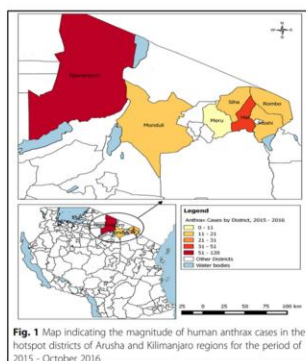 Ngorongoro
Siha
Rombo
Hai
Monduli
Meru
Moshi
Legend
Anthrax Cases by District, 2015 - 2016
0 - 11
11 - 21
21 - 31
31 - 51
51 - 128
Other Districts
Water bodies
25 0 25 50 75 100 km
Fig. 1 Map indicating the magnitude of human anthrax cases in the
hotspot districts of Arusha and Kilimanjaro regions for the period of
2015 - October 2016